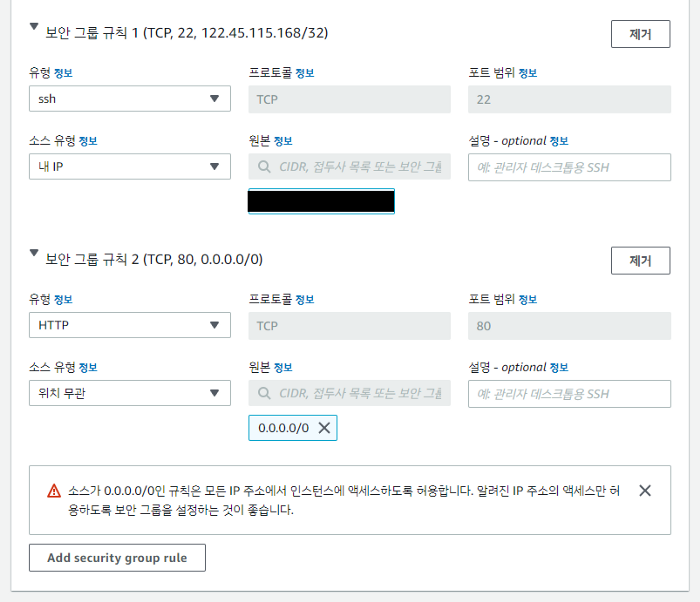 보안 그룹 규칙 1 (TCP, 22, 122.45.115.168/32)
제거
유형 정보
프로토콜 정보
포트 범위 정보
ssh
TCP
22
소스 유형 정보
원본 정보
설명 - optional 정보
내 IP
CIDR, 접두사 목록 또는 보안 그룹
예: 관리자 데스크톱용 SSH
보안 그룹 규칙 2 (TCP, 80, 0.0.0.0/0)
제거
유형 정보
프로토콜 정보
포트 범위 정보
HTTP
TCP
80
소스 유형 정보
원본 정보
설명 - optional 정보
위치 무관
CIDR, 접두사 목록 또는 보안 그룹
예: 관리자 데스크톱용 SSH
0.0.0.0/0
소스가 0.0.0.0/0인 규칙은 모든 IP 주소에서 인스턴스에 액세스하도록 허용합니다. 알려진 IP 주소의 액세스만 허
용하도록 보안 그룹을 설정하는 것이 좋습니다.
Add security group rule